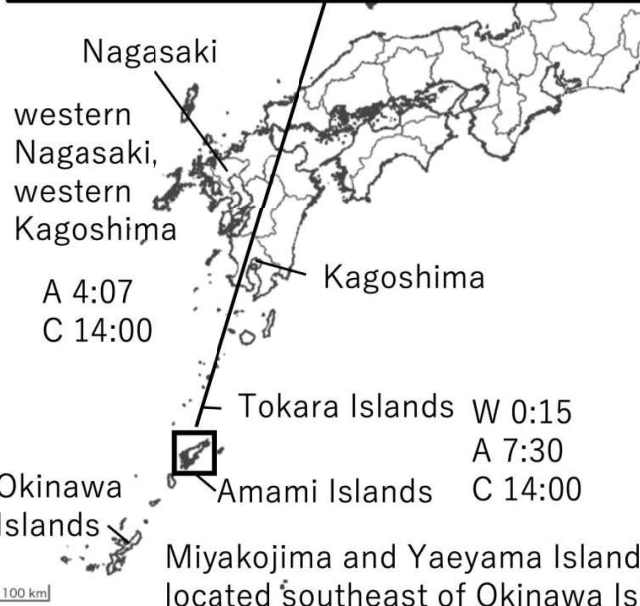 Nagasaki
western
Nagasaki,
western
Kagoshima
A 4:07
C 14:00
Kagoshima
Tokara Islands
W 0:15
A 7:30
C 14:00
Amami Islands
Okinawa
Islands
Miyakojima and Yaeyama Island
located southeast of Okinawa Is
100 km